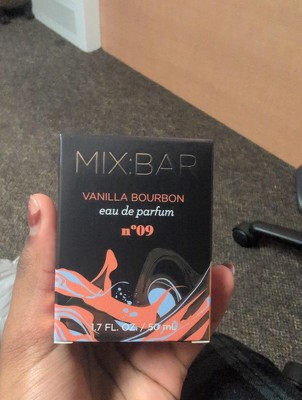 MIX:BAR
VANILLA BOURBON
eau de parfum
nº09
1.7 FL. OZ. / 50 mL